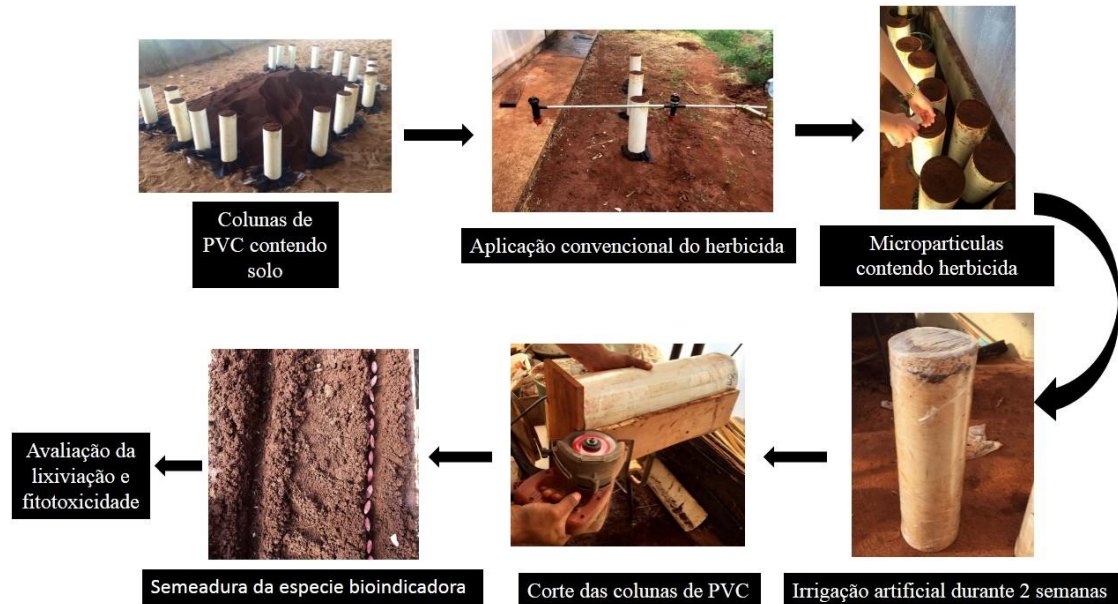 Colunas de
PVC contendo
solo
Aplicação convencional do herbicida
Microparticulas
contendo herbicida
Irrigação artificial durante 2 semanas
Corte das colunas de PVC
Semeadura da especie bioindicadora
Avaliação da
lixiviação e
fitotoxicidade